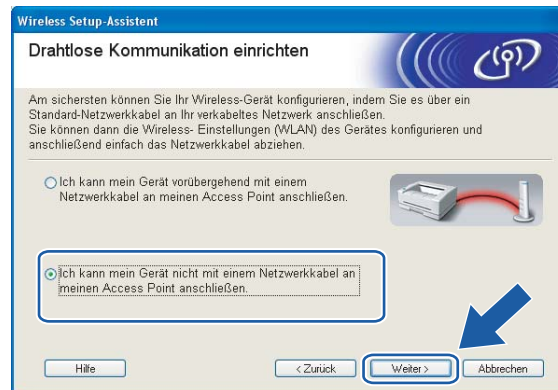 Wireless Setup-Assistent
Drahtlose Kommunikation einrichten
Am sichersten können Sie Ihr Wireless-Gerät konfigurieren, indem Sie es über ein
Standard-Netzwerkkabel an Ihr verkabeltes Netzwerk anschließen.
Sie können dann die Wireless- Einstellungen (WLAN) des Gerätes konfigurieren und
anschließend einfach das Netzwerkkabel abziehen.
Ich kann mein Gerät vorübergehend mit einem
Netzwerkkabel an meinen Access Point anschließen.
Ich kann mein Gerät nicht mit einem Netzwerkkabel an
meinen Access Point anschließen.
Hilfe
< Zurück
Weiter >
Abbrechen